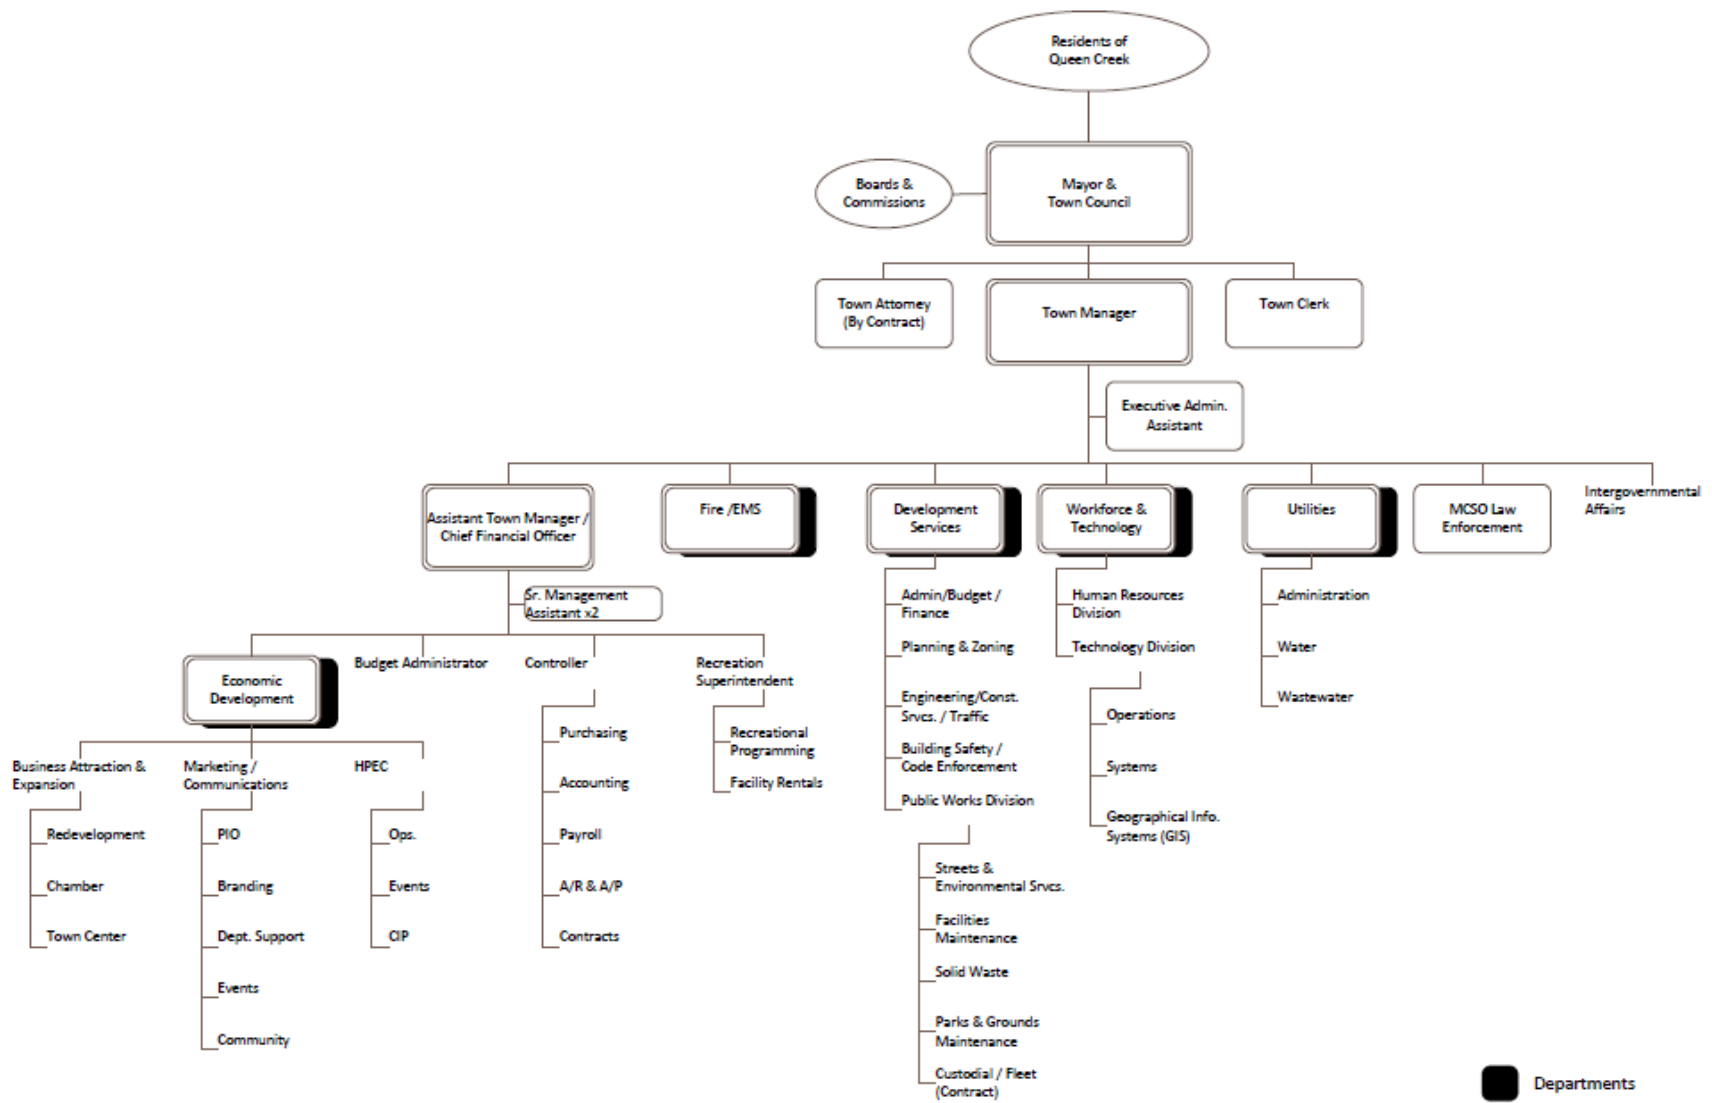 Residents of
Queen Creek
Boards &
Commissions
Mayor &
Town Council
Town Attorney
(By Contract)
Town Manager
Town Clerk
Executive Admin.
Assistant
Assistant Town Manager /
Chief Financial Officer
Fire /EMS
Development
Services
Workforce &
Technology
Utilities
MCSO Law
Enforcement
Intergovernmental
Affairs
Sr. Management
Assistant x2
Economic
Development
Budget Administrator
Controller
Recreation
Superintendent
Business Attraction &
Expansion
Redevelopment
Chamber
Town Center
Marketing /
Communications
PIO
Branding
Dept. Support
Events
Community
HPEC
Ops.
Events
CIP
Purchasing
Accounting
Payroll
A/R & A/P
Contracts
Recreational
Programming
Facility Rentals
Admin/Budget /
Finance
Planning & Zoning
Engineering/Const.
Srvcs. / Traffic
Building Safety /
Code Enforcement
Public Works Division
Streets &
Environmental Srvcs.
Facilities
Maintenance
Solid Waste
Parks & Grounds
Maintenance
Custodial / Fleet
(Contract)
Human Resources
Division
Technology Division
Operations
Systems
Geographical Info.
Systems (GIS)
Administration
Water
Wastewater
Departments